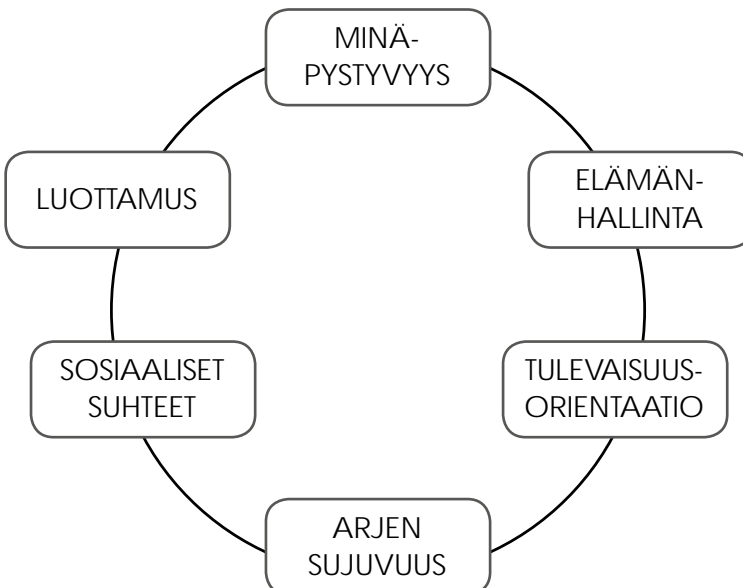 MINÄ-
PYSTYVYYS
ELÄMÄN-
HALLINTA
TULEVAISUUS-
ORIENTAATIO
ARJEN
SUJUVUUS
SOSIAALISET
SUHTEET
LUOTTAMUS